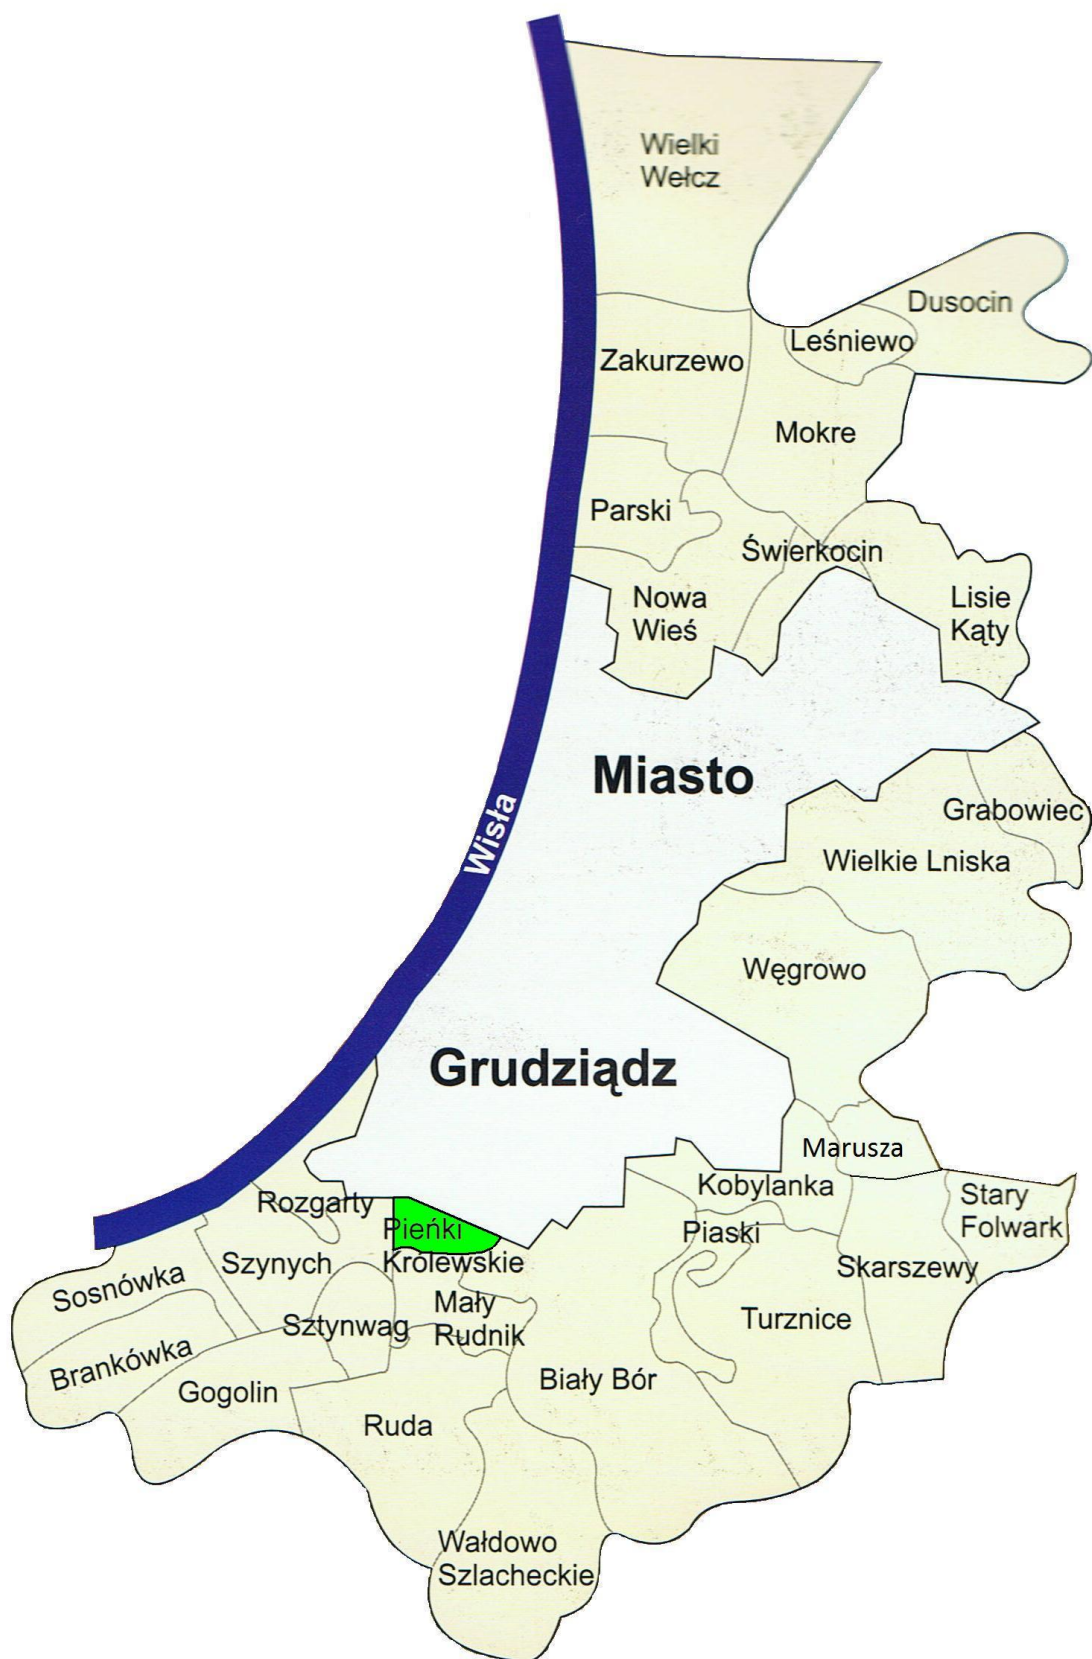 Wielki
Wełcz
Dusocin
Leśniewo
Zakurzewo
Mokre
Parski
Świerkocin
Nowa
Wieś
Lisie
Kąty
Miasto
Wisła
Grabowiec
Wielkie Lniska
Węgrowo
Grudziądz
Marusza
Kobylanka
Stary
Folwark
Rozgarty
Pieńki
Królewskie
Piaski
Szynych
Skarszewy
Sosnówka
Mały
Rudnik
Sztynwag
Turznice
Brankówka
Gogolin
Biały Bór
Ruda
Wałdowo
Szlacheckie